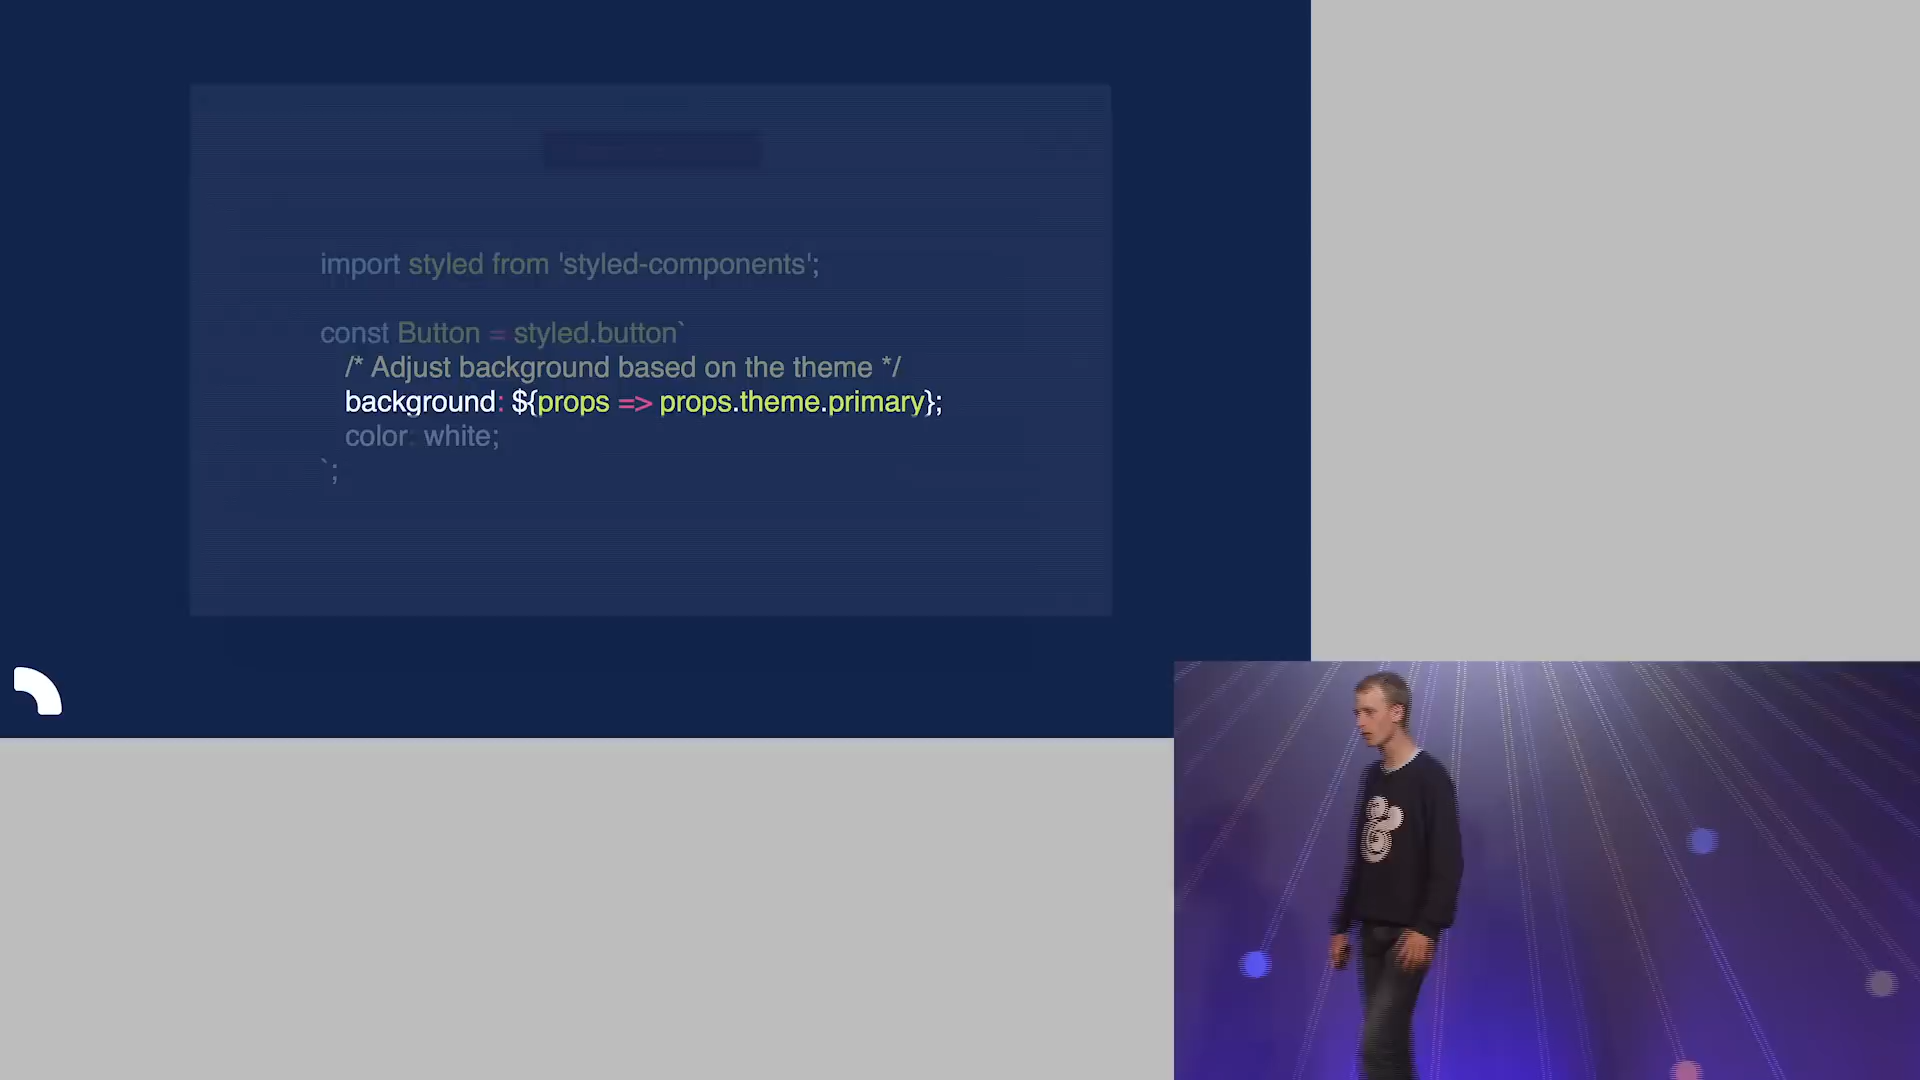 import styled from 'styled-components';
const Button = styled.button`
/* Adjust background based on the theme */
background: ${props => props.theme.primary};
color: white;
`;
&